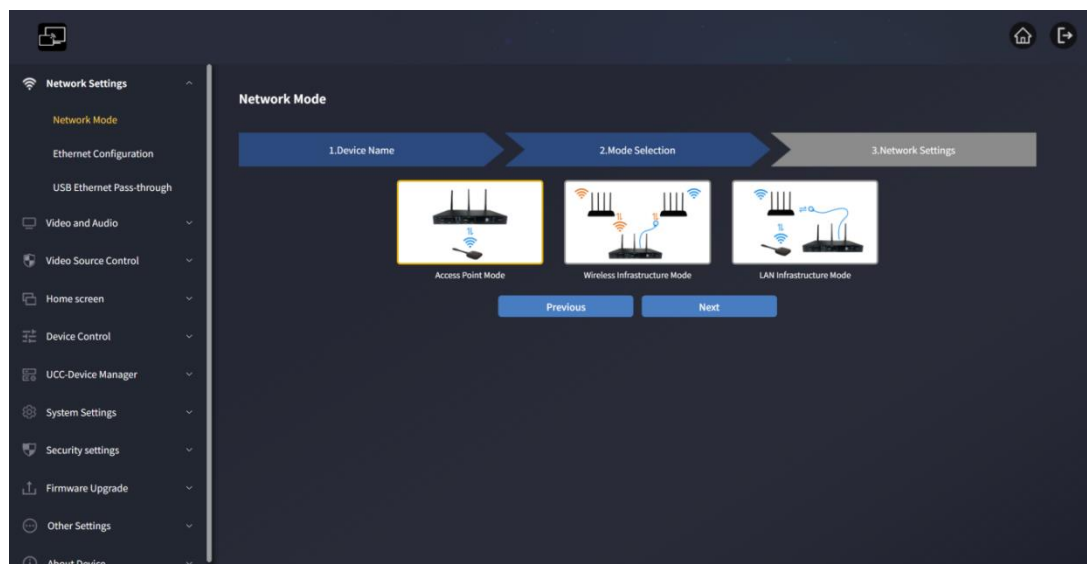 Network Settings
Network Mode
Ethernet Configuration
USB Ethernet Pass-through
Video and Audio
Video Source Control
Home screen
Device Control
UCC-Device Manager
System Settings
Security settings
Firmware Upgrade
Other Settings
About Device
Network Mode
1.Device Name
2.Mode Selection
3.Network Settings
Access Point Mode
Wireless Infrastructure Mode
LAN Infrastructure Mode
Previous
Next